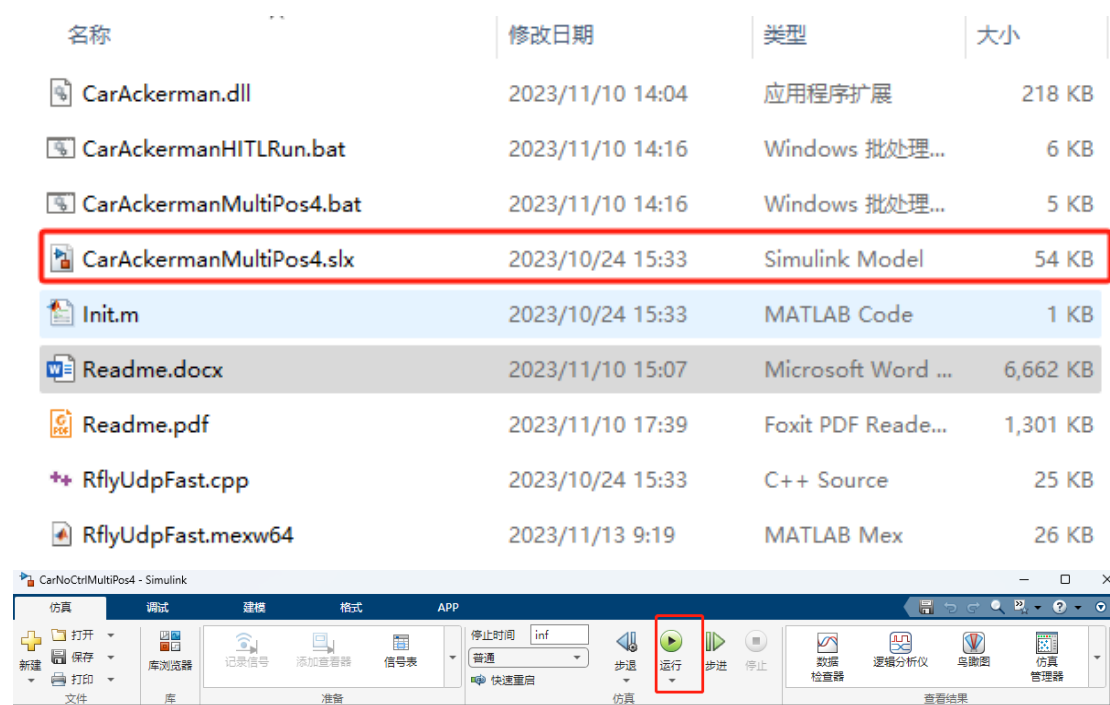 名称 修改日期 类型 大小
CarAckerman.dll 2023/11/10 14:04 应用程序扩展 218 KB
CarAckermanHITLRun.bat 2023/11/10 14:16 Windows 批处理... 6 KB
CarAckermanMultiPos4.bat 2023/11/10 14:16 Windows 批处理... 5 KB
CarAckermanMultiPos4.slx 2023/10/24 15:33 Simulink Model 54 KB
Init.m 2023/10/24 15:33 MATLAB Code 1 KB
Readme.docx 2023/11/10 15:07 Microsoft Word ... 6,662 KB
Readme.pdf 2023/11/10 17:39 Foxit PDF Reade... 1,301 KB
RflyUdpFast.cpp 2023/10/24 15:33 C++ Source 25 KB
RflyUdpFast.mexw64 2023/11/13 9:19 MATLAB Mex 26 KB
CarNoCtrlMultiPos4 - Simulink
仿真 调试 建模 格式 APP
新建 打开 保存 打印
文件
库浏览器
库
记录信号 添加查看器 信号表
准备
停止时间 inf
普通
快速重启
步退 运行 步进 停止
仿真
数据检查器 逻辑分析仪 鸟瞰图 仿真管理器
查看结果